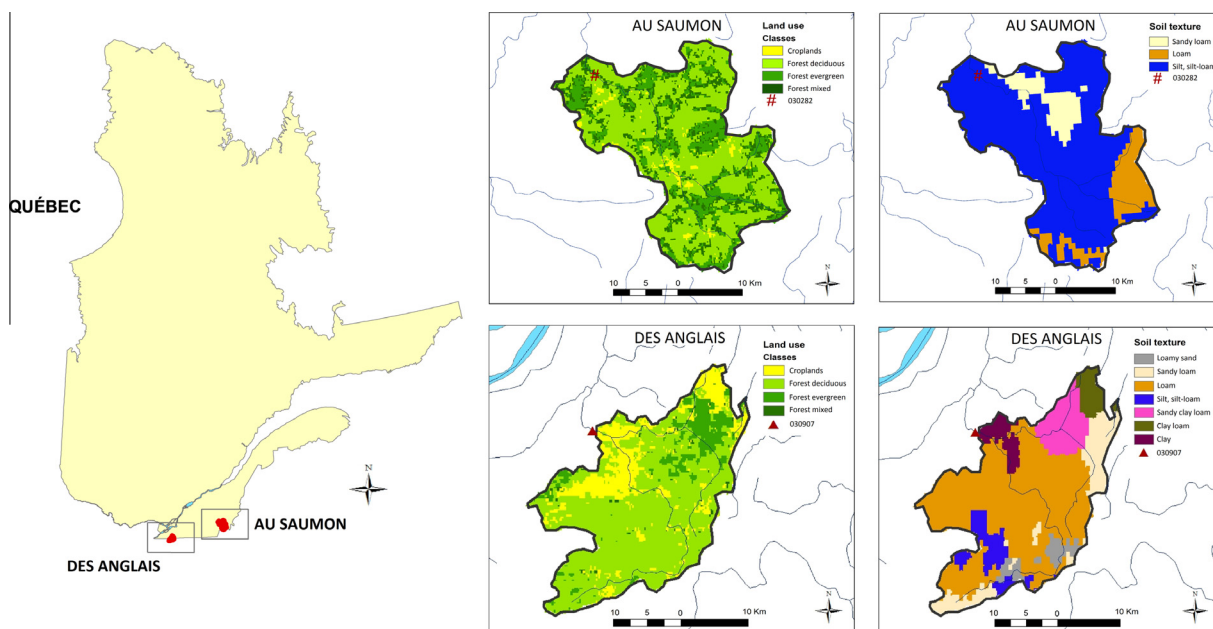 QUÉBEC
N
AU SAUMON
DES ANGLAIS
AU SAUMON
Land use
Classes
Croplands
Forest deciduous
Forest evergreen
Forest mixed
# 030282
N
10 5 0 10 Km
AU SAUMON
Soil texture
Sandy loam
Loam
Silt, silt-loam
# 030282
N
10 5 0 10 Km
DES ANGLAIS
Land use
Classes
Croplands
Forest deciduous
Forest evergreen
Forest mixed
030907
N
10 5 0 10 Km
DES ANGLAIS
Soil texture
Loamy sand
Sandy loam
Loam
Silt, silt-loam
Sandy clay loam
Clay loam
Clay
030907
N
10 5 0 10 Km